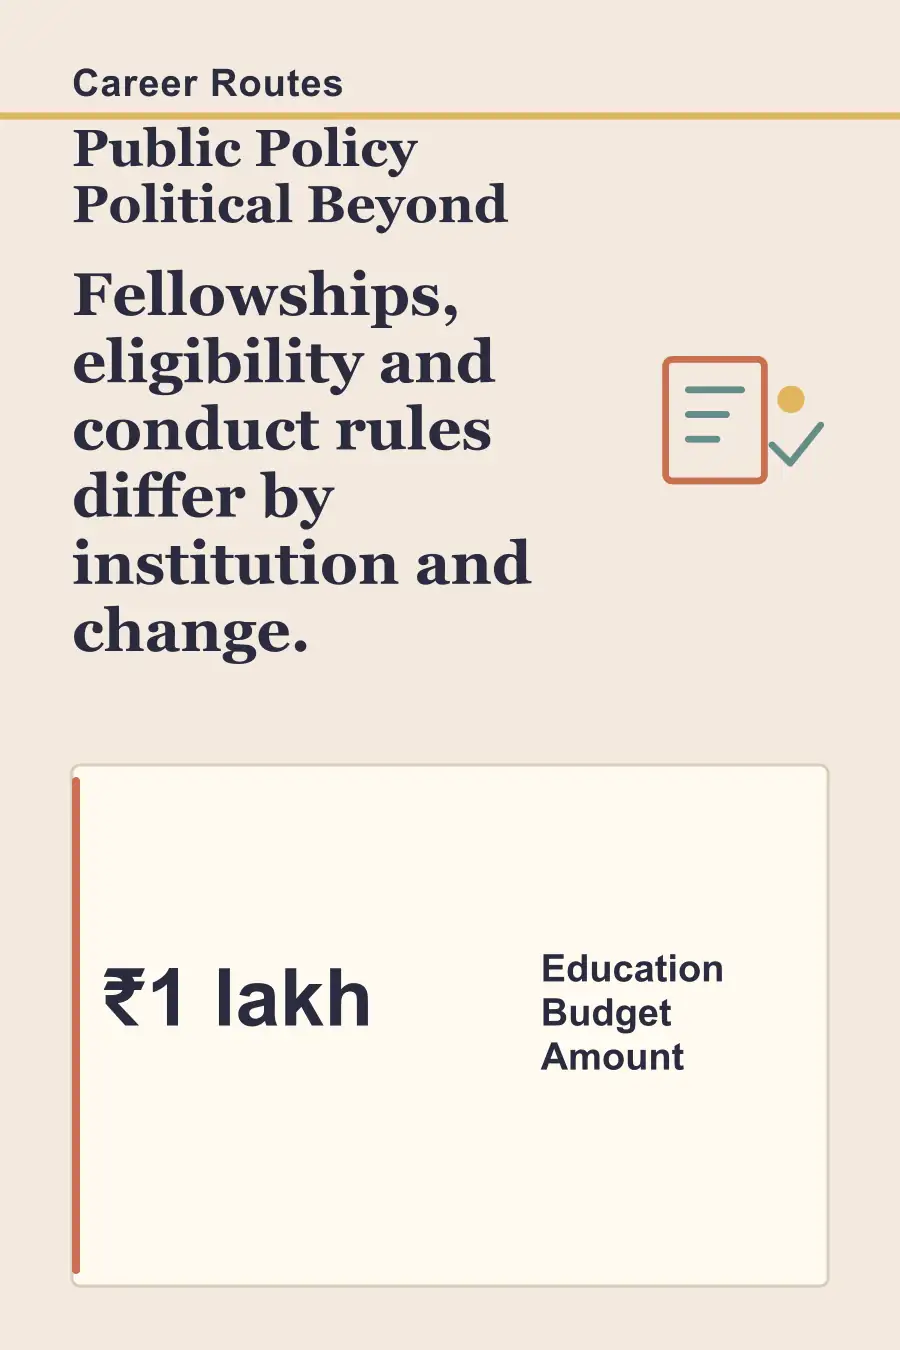 Career Routes
Public Policy
Political Beyond
Fellowships,
eligibility and
conduct rules
differ by
institution and
change.
₹1 lakh
Education
Budget
Amount